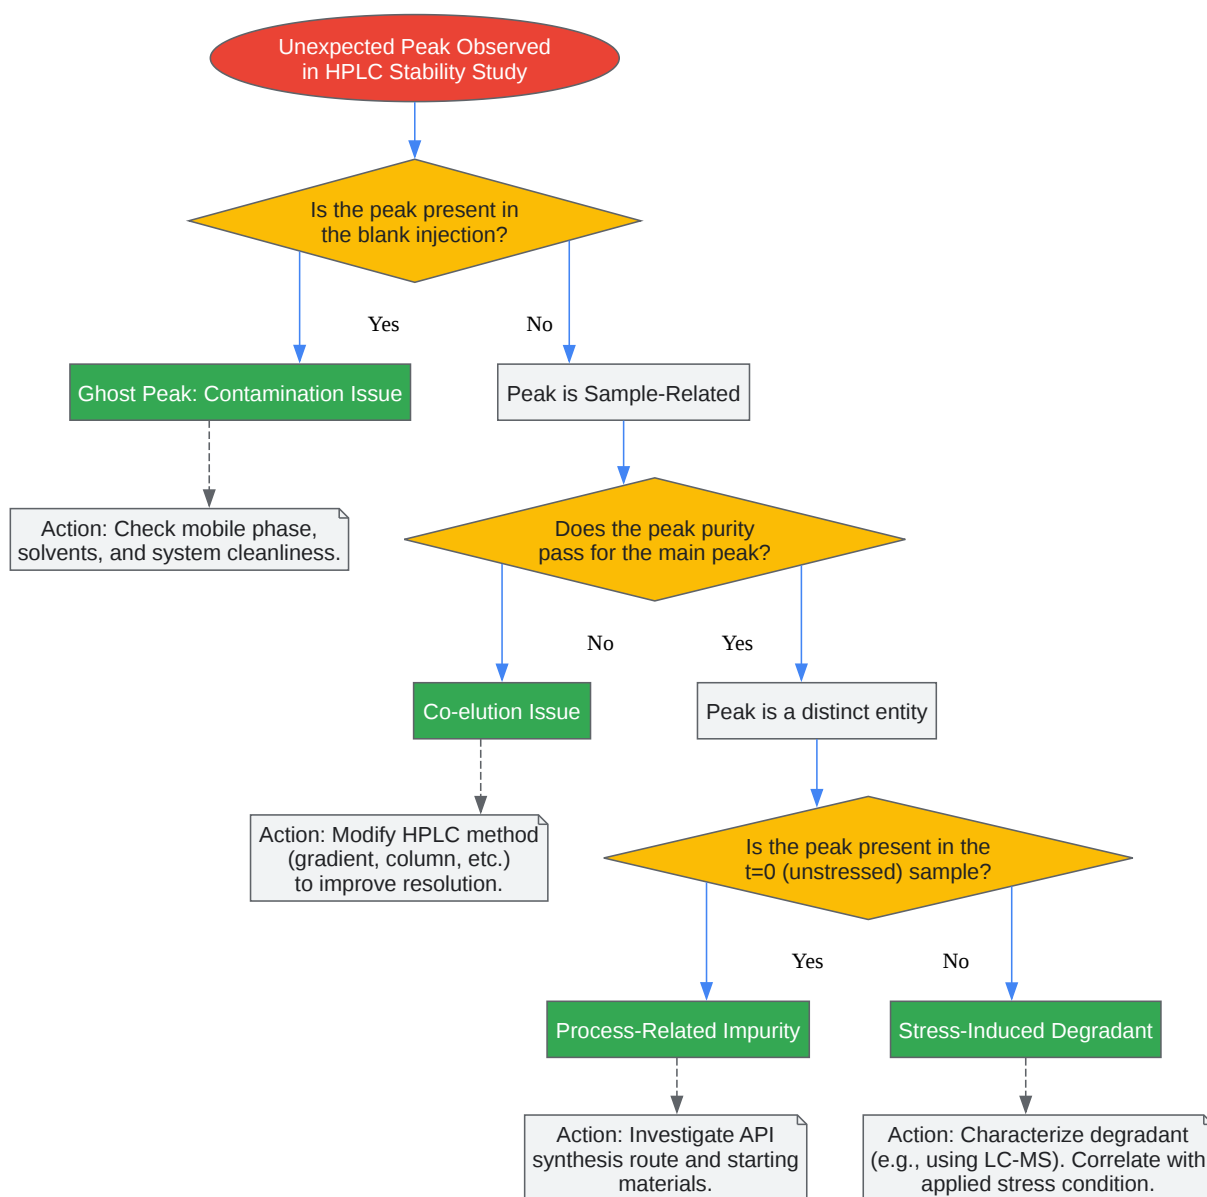 Unexpected Peak Observed
in HPLC Stability Study
Is the peak present in
the blank injection?
Yes
No
Ghost Peak: Contamination Issue
Peak is Sample-Related
Action: Check mobile phase,
solvents, and system cleanliness.
Does the peak purity
pass for the main peak?
No
Yes
Co-elution Issue
Peak is a distinct entity
Action: Modify HPLC method
(gradient, column, etc.)
to improve resolution.
Is the peak present in the
t=0 (unstressed) sample?
Yes
No
Process-Related Impurity
Stress-Induced Degradant
Action: Investigate API
synthesis route and starting
materials.
Action: Characterize degradant
(e.g., using LC-MS). Correlate with
applied stress condition.